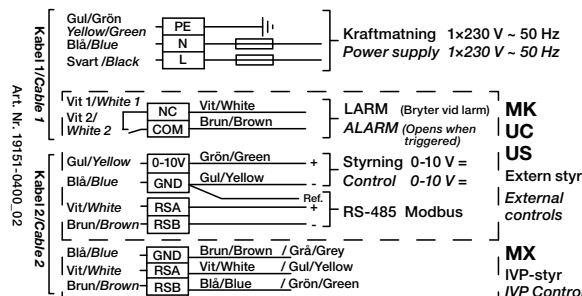 Gul/Grön
Yellow/Green
PE
Blå/Blue
N
Svart/Black
L
Kraftmatning 1×230 V ~ 50 Hz
Power supply 1×230 V ~ 50 Hz
Kabel 1/Cable 1
Art. Nr. 19151-0400_02
Vit 1/White 1
NC
Vit/White
Vit 2/
White 2
COM
Brun/Brown
LARM (Bryter vid larm)
ALARM (Opens when
triggered)
MK
UC
US
Extern styr
External
controls
Kabel 2/Cable 2
Gul/Yellow
0-10V
Grön/Green
+
Styrning 0-10 V =
Blå/Blue
GND
Gul/Yellow
-
Control 0-10 V =
Ref.
Vit/White
RSA
+
RS-485 Modbus
Brun/Brown
RSB
-
Blå/Blue
GND
Brun/Brown / Grå/Grey
MX
Vit/White
RSA
Vit/White / Gul/Yellow
IVP-styr
Brun/Brown
RSB
Blå/Blue / Grön/Green
IVP Control